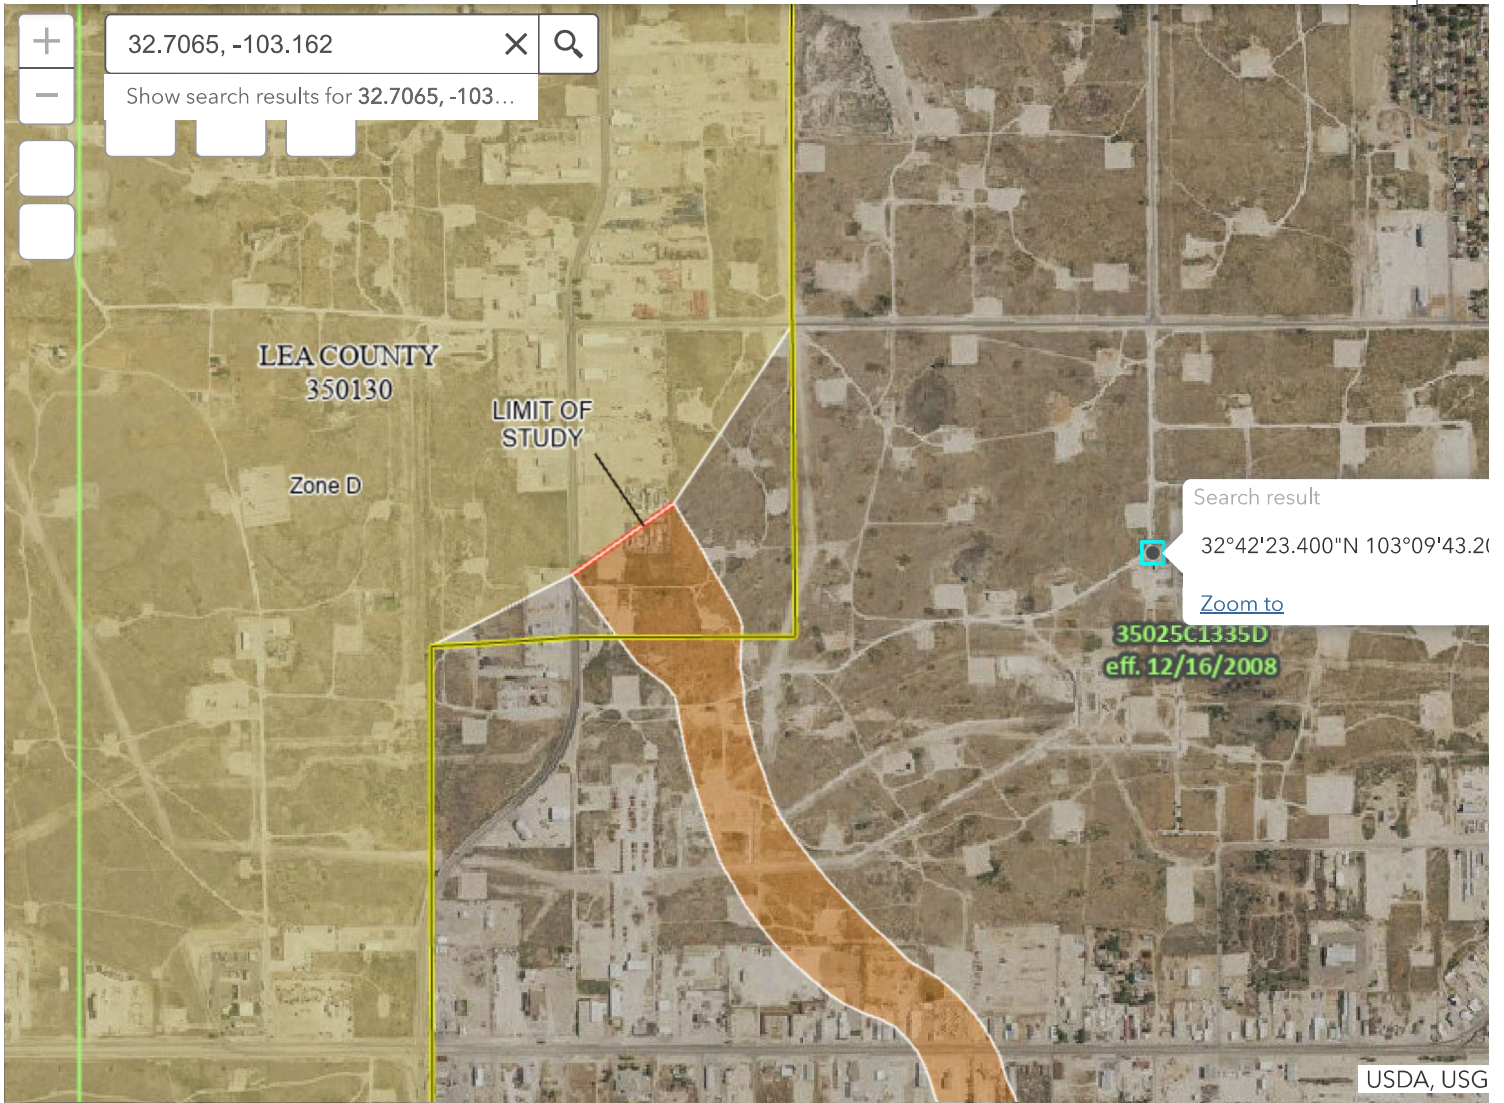 32.7065, -103.162
Show search results for 32.7065, -103...
LEA COUNTY
350130
LIMIT OF
STUDY
Zone D
Search result
32°42'23.400"N 103°09'43.20
Zoom to
35025C1335D
eff. 12/16/2008
USDA, USG